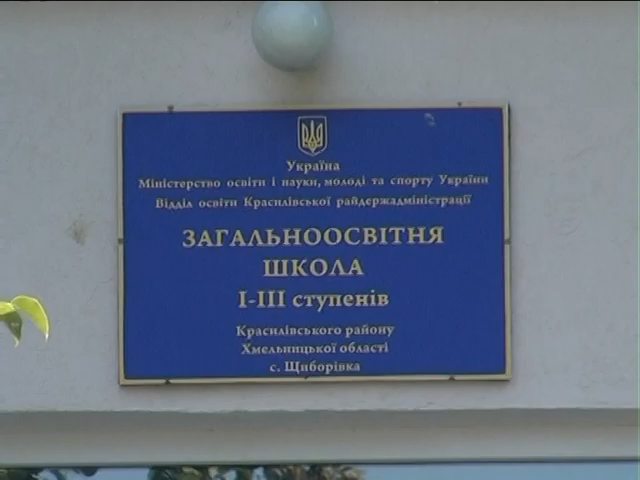 Україна
Міністерство освіти і науки, молоді та спорту України
Відділ освіти Красилівської райдержадміністрації
ЗАГАЛЬНООСВІТНЯ
ШКОЛА
І-ІІІ ступенів
Красилівського району
Хмельницької області
с. Щиборівка